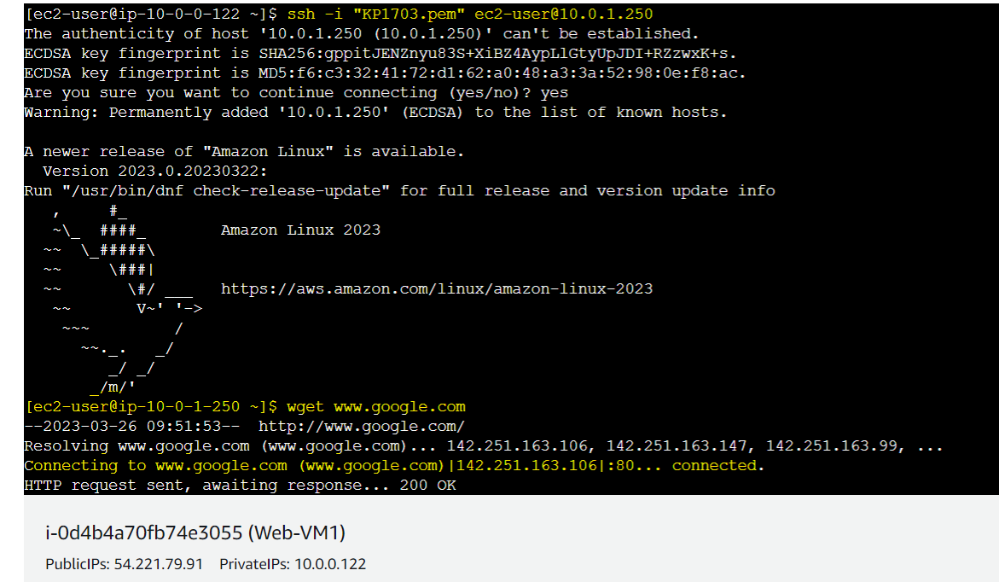 [ec2-user@ip-10-0-0-122 ~]$ ssh -i "KP1703.pem" ec2-user@10.0.1.250
The authenticity of host '10.0.1.250 (10.0.1.250)' can't be established.
ECDSA key fingerprint is SHA256:gppitJENZnyu83S+XiBZ4AypLlGtyUpJDI+RZzwxK+s.
ECDSA key fingerprint is MD5:f6:c3:32:41:72:d1:62:a0:48:a3:3a:52:98:0e:f8:ac.
Are you sure you want to continue connecting (yes/no)? yes
Warning: Permanently added '10.0.1.250' (ECDSA) to the list of known hosts.

A newer release of "Amazon Linux" is available.
  Version 2023.0.20230322:
Run "/usr/bin/dnf check-release-update" for full release and version update info
   ,     #_
   ~\_  ####_        Amazon Linux 2023
  ~~  \_#####\
  ~~     \###|
  ~~       \#/ ___   https://aws.amazon.com/linux/amazon-linux-2023
   ~~       V~' '->
    ~~~         /
      ~~._.   _/
         _/ _/
       _/m/'
[ec2-user@ip-10-0-1-250 ~]$ wget www.google.com
--2023-03-26 09:51:53--  http://www.google.com/
Resolving www.google.com (www.google.com)... 142.251.163.106, 142.251.163.147, 142.251.163.99, ...
Connecting to www.google.com (www.google.com)|142.251.163.106|:80... connected.
HTTP request sent, awaiting response... 200 OK
i-0d4b4a70fb74e3055 (Web-VM1)
PublicIPs: 54.221.79.91    PrivateIPs: 10.0.0.122